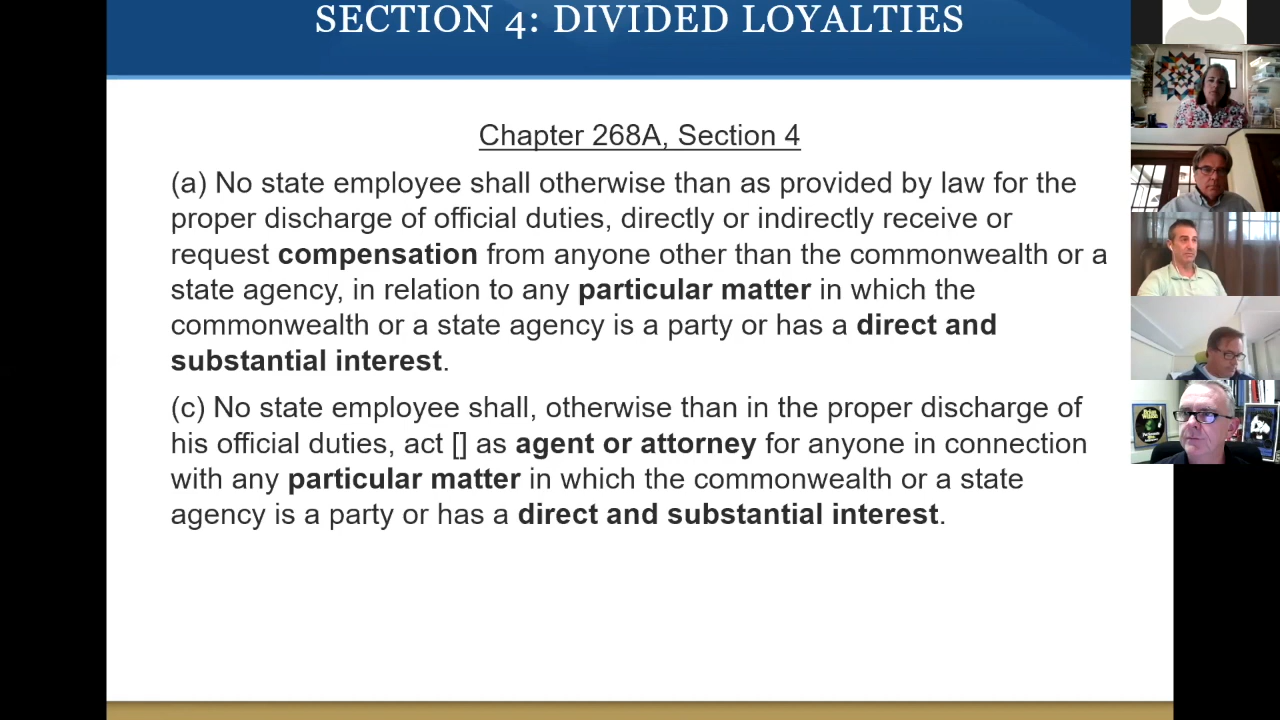 SECTION 4: DIVIDED LOYALTIES
Chapter 268A, Section 4
(a) No state employee shall otherwise than as provided by law for the
proper discharge of official duties, directly or indirectly receive or
request compensation from anyone other than the commonwealth or a
state agency, in relation to any particular matter in which the
commonwealth or a state agency is a party or has a direct and
substantial interest.
(c) No state employee shall, otherwise than in the proper discharge of
his official duties, act [] as agent or attorney for anyone in connection
with any particular matter in which the commonwealth or a state
agency is a party or has a direct and substantial interest.